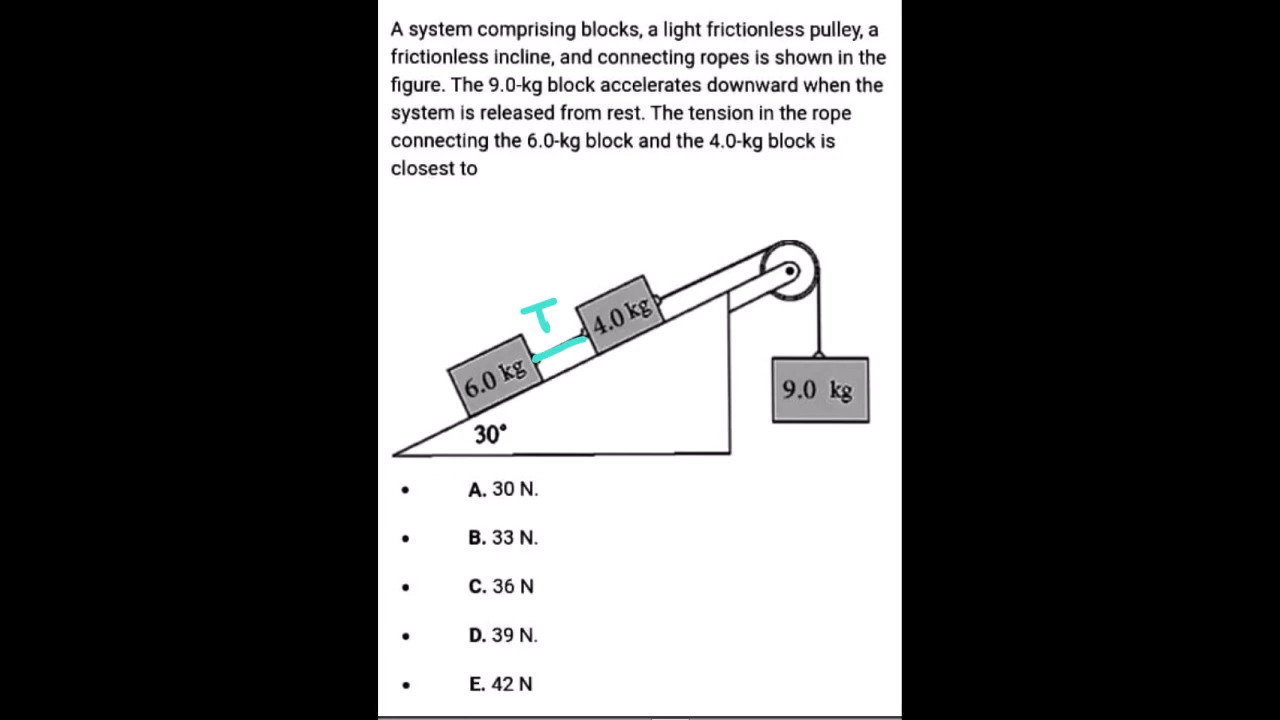 A system comprising blocks, a light frictionless pulley, a
frictionless incline, and connecting ropes is shown in the
figure. The 9.0-kg block accelerates downward when the
system is released from rest. The tension in the rope
connecting the 6.0-kg block and the 4.0-kg block is
closest to
T
4.0 kg
6.0 kg
9.0 kg
30°
• A. 30 N.
• B. 33 N.
• C. 36 N
• D. 39 N.
• E. 42 N